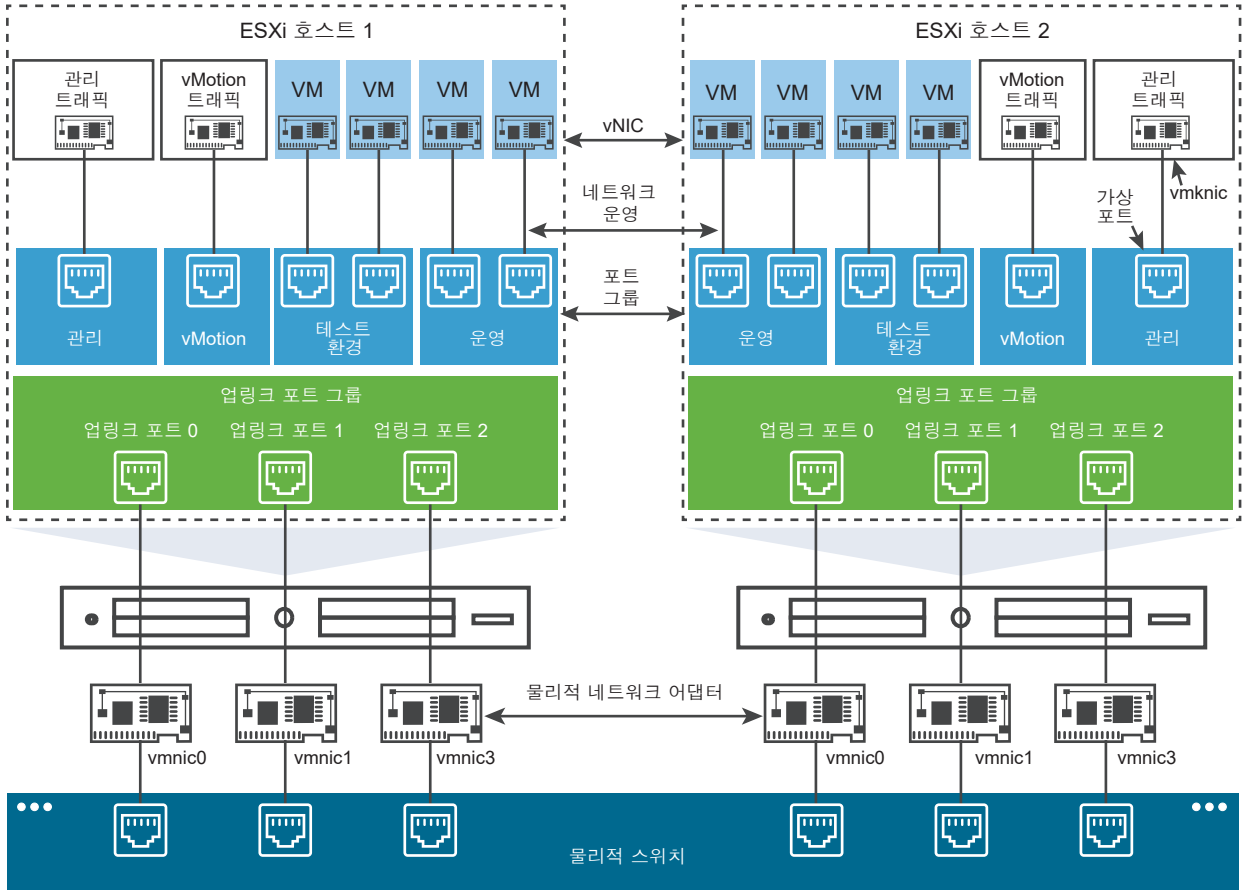 ESXi 호스트 1
ESXi 호스트 2
관리
트래픽
vMotion
트래픽
VM
VM
VM
VM
vNIC
VM
VM
VM
VM
vMotion
트래픽
관리
트래픽
네트워크
운영
가상
포트
vmknic
포트
그룹
관리
vMotion
테스트
환경
운영
운영
테스트
환경
vMotion
관리
업링크 포트 그룹
업링크 포트 0
업링크 포트 1
업링크 포트 2
업링크 포트 그룹
업링크 포트 0
업링크 포트 1
업링크 포트 2
물리적 네트워크 어댑터
vmnic0
vmnic1
vmnic3
vmnic0
vmnic1
vmnic3
물리적 스위치